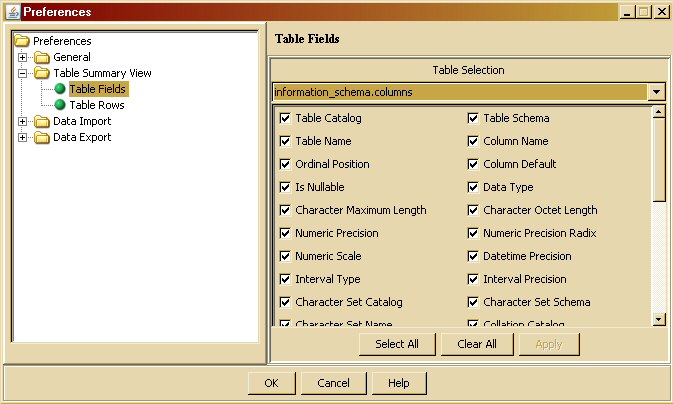 Preferences
Preferences
General
Table Summary View
Table Fields
Table Rows
Data Import
Data Export
Table Fields
Table Selection
information_schema.columns
Table Catalog Table Schema
Table Name Column Name
Ordinal Position Column Default
Is Nullable Data Type
Character Maximum Length Character Octet Length
Numeric Precision Numeric Precision Radix
Numeric Scale Datetime Precision
Interval Type Interval Precision
Character Set Catalog Character Set Schema
Character Set Name Collation Catalog
Select All Clear All Apply
OK Cancel Help